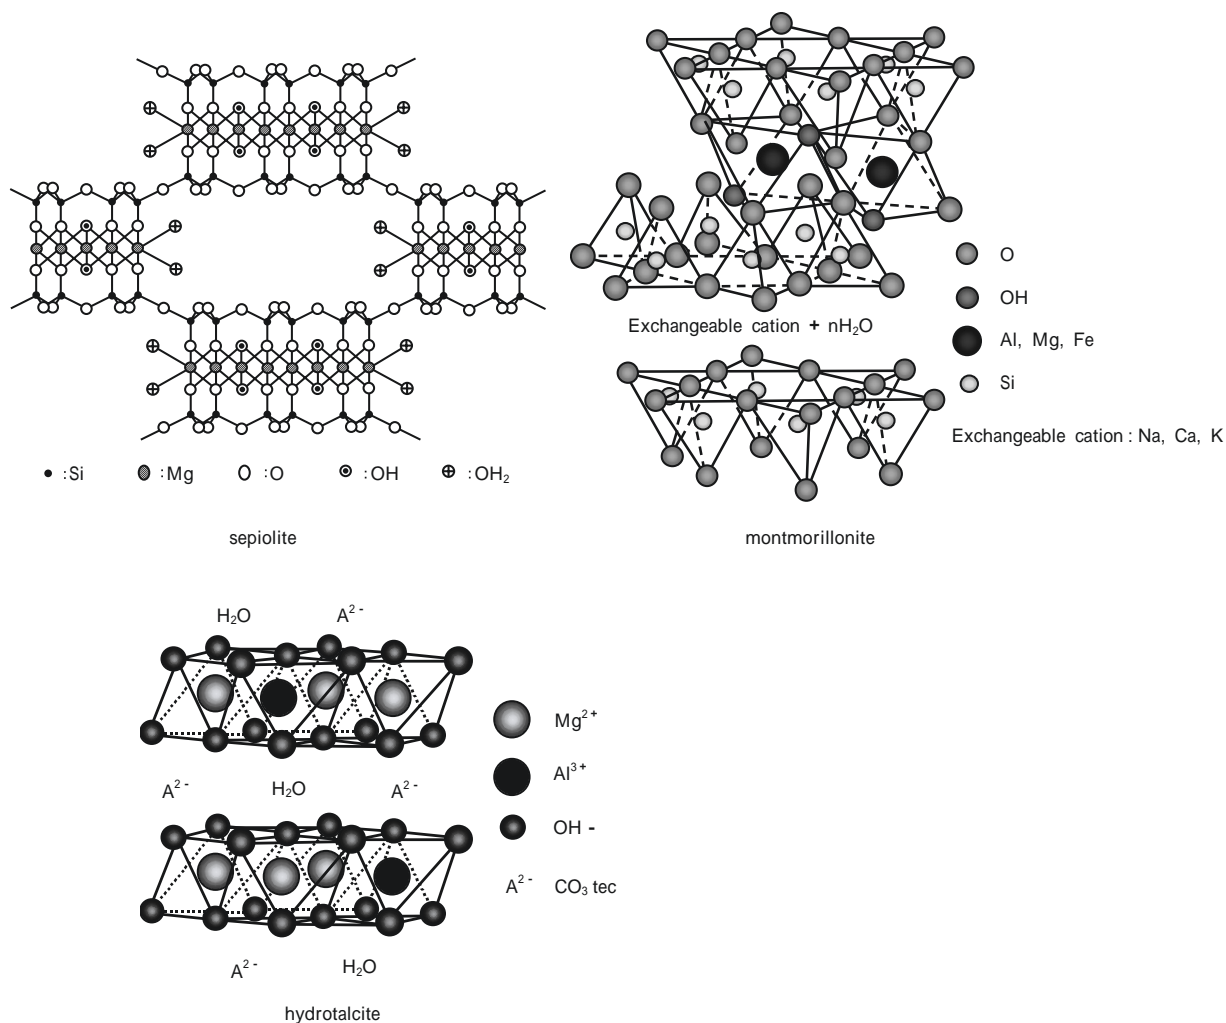 :Si :Mg :O :OH :OH₂
sepiolite
Exchangeable cation + nH₂O
O
OH
Al, Mg, Fe
Si
Exchangeable cation : Na, Ca, K
montmorillonite
H₂O A²⁻
A²⁻ H₂O A²⁻
A²⁻ H₂O
Mg²⁺
Al³⁺
OH -
A²⁻ CO₃ tec
hydrotalcite